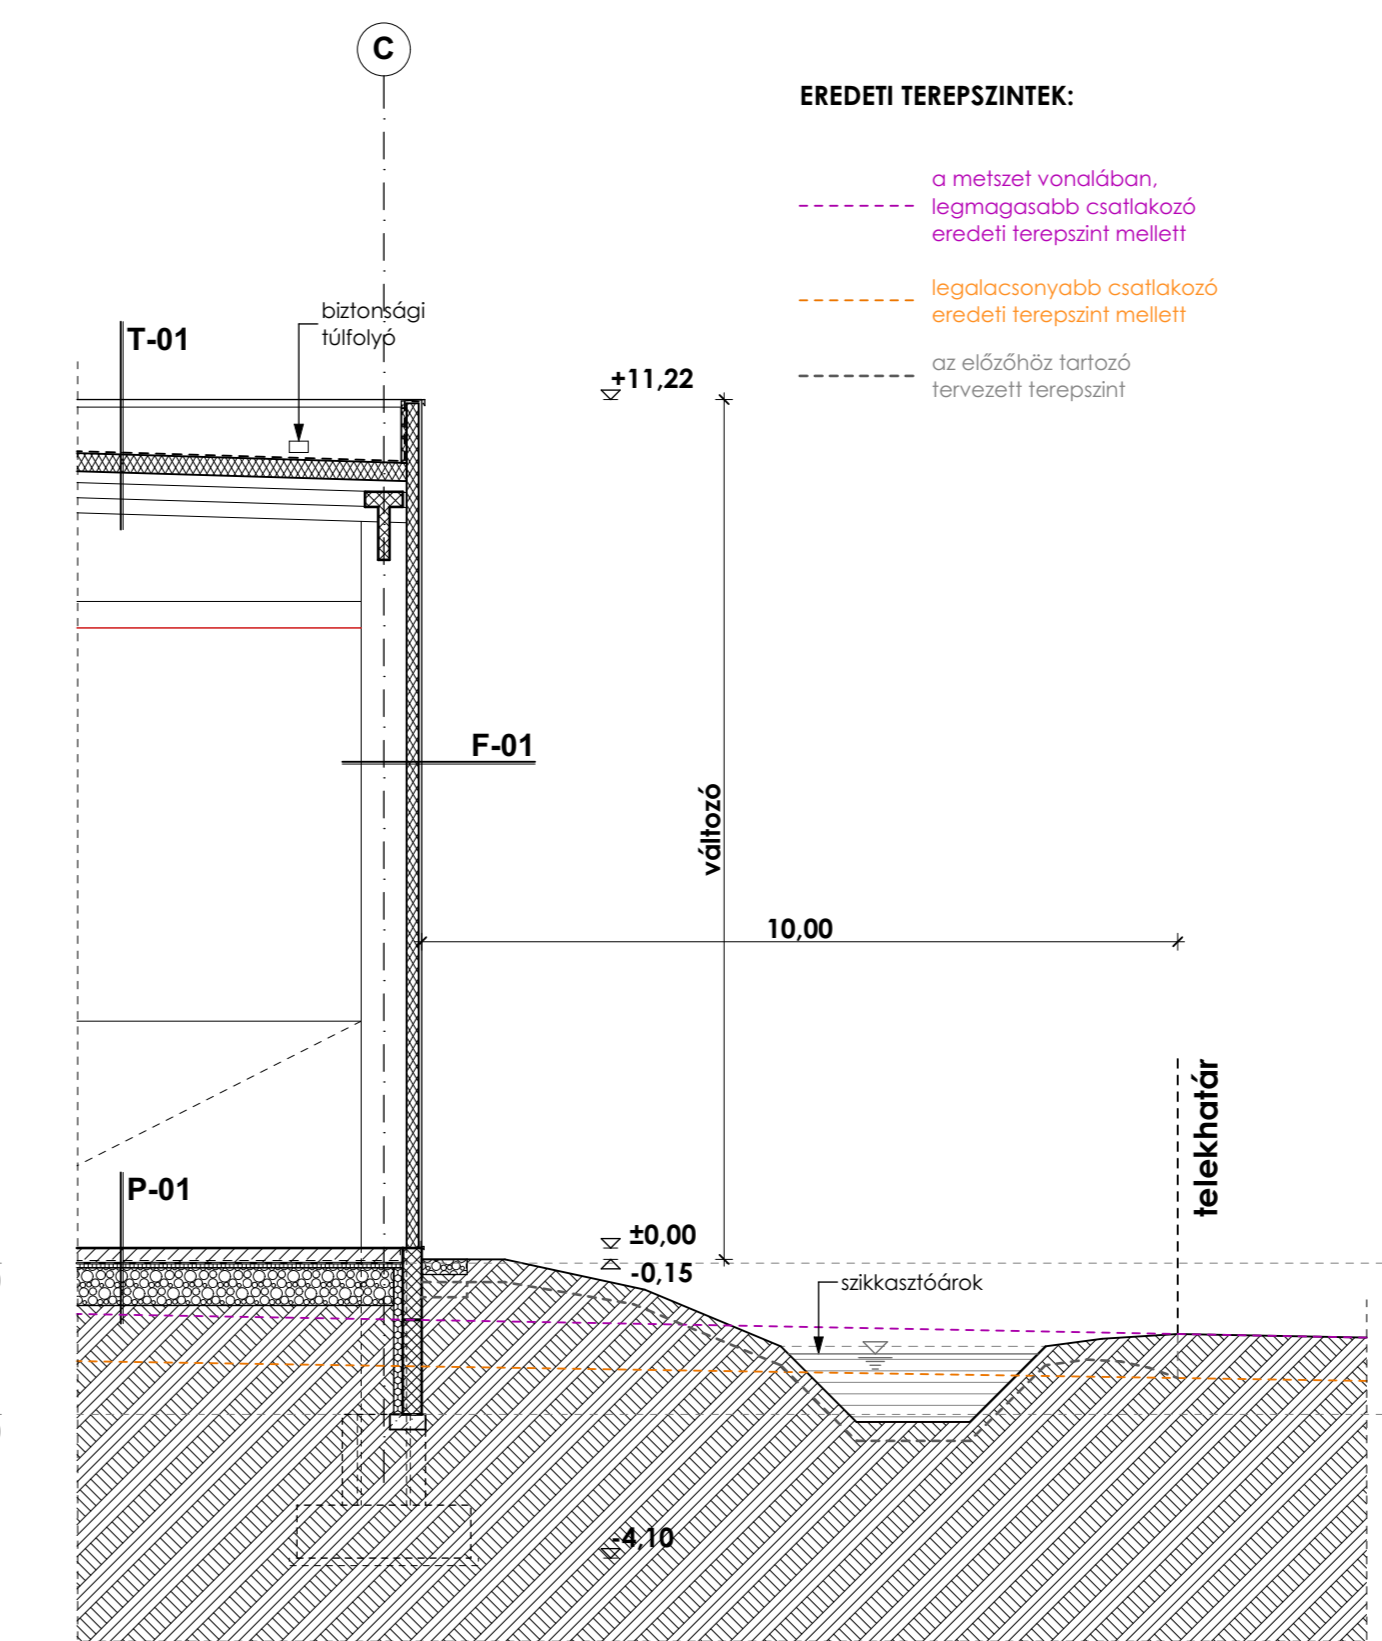 C
EREDETI TEREPSZINTEK:
a metszet vonalában,
legmagasabb csatlakozó
eredeti terepszint mellett
legalacsonyabb csatlakozó
eredeti terepszint mellett
az előzőhöz tartozó
tervezett terepszint
biztonsági
túlfolyó
T-01
+11,22
F-01
változó
10,00
telekhatár
P-01
±0,00
-0,15
szikkasztóárok
-4,10